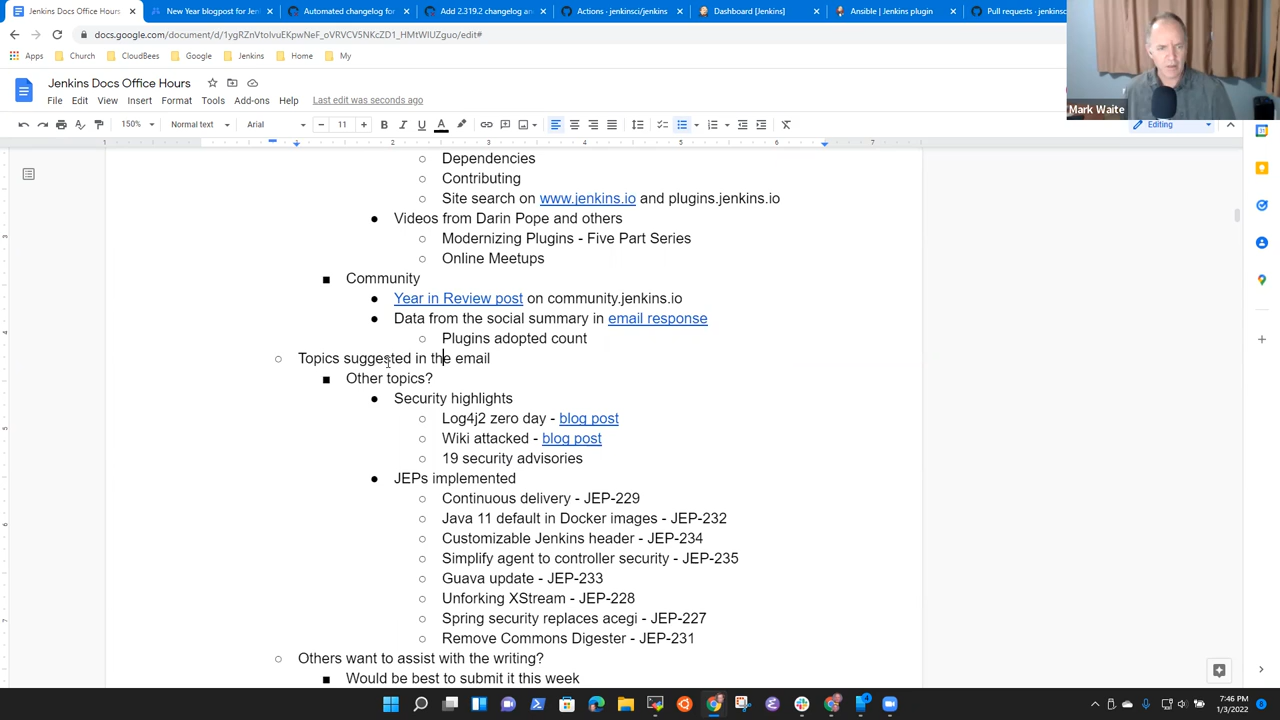 Jenkins Docs Office Hours
New Year blogpost for Jen
Automated changelog for
Add 2.319.2 changelog an
Actions · jenkinsci/jenkins
Dashboard [Jenkins]
Ansible | Jenkins plugin
Pull requests · jenkinsc
docs.google.com/document/d/1ygRZnVtolvuEKpwNeF_oVRVCV5NKcZD1_HMtWIUZguo/edit#
Apps Church CloudBees Google Jenkins Home My
Jenkins Docs Office Hours
File Edit View Insert Format Tools Add-ons Help Last edit was seconds ago
Mark Waite
150% Normal text Arial 11 Editing
1 2 3 4 5 6 7
Dependencies
Contributing
Site search on www.jenkins.io and plugins.jenkins.io
Videos from Darin Pope and others
Modernizing Plugins - Five Part Series
Online Meetups
Community
Year in Review post on community.jenkins.io
Data from the social summary in email response
Plugins adopted count
Topics suggested in the email
Other topics?
Security highlights
Log4j2 zero day - blog post
Wiki attacked - blog post
19 security advisories
JEPs implemented
Continuous delivery - JEP-229
Java 11 default in Docker images - JEP-232
Customizable Jenkins header - JEP-234
Simplify agent to controller security - JEP-235
Guava update - JEP-233
Unforking XStream - JEP-228
Spring security replaces acegi - JEP-227
Remove Commons Digester - JEP-231
Others want to assist with the writing?
Would be best to submit it this week
7:46 PM
1/3/2022